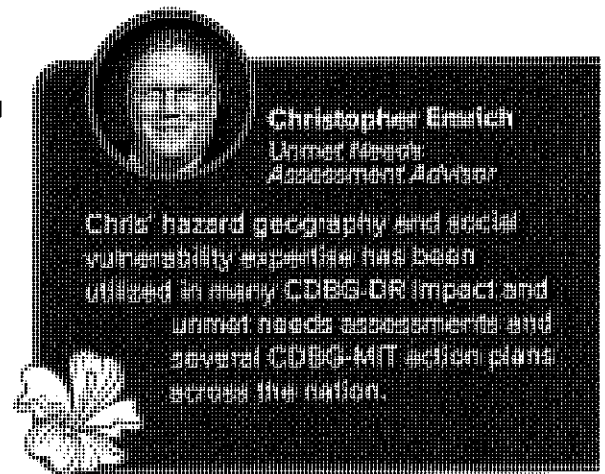 Christopher Emrich
Unmet Needs
Assessment Advisor
Chris' hazard geography and social
vulnerability expertise has been
utilized in many CDBG-DR impact and
unmet needs assessments and
several CDBG-MIT action plans
across the nation.